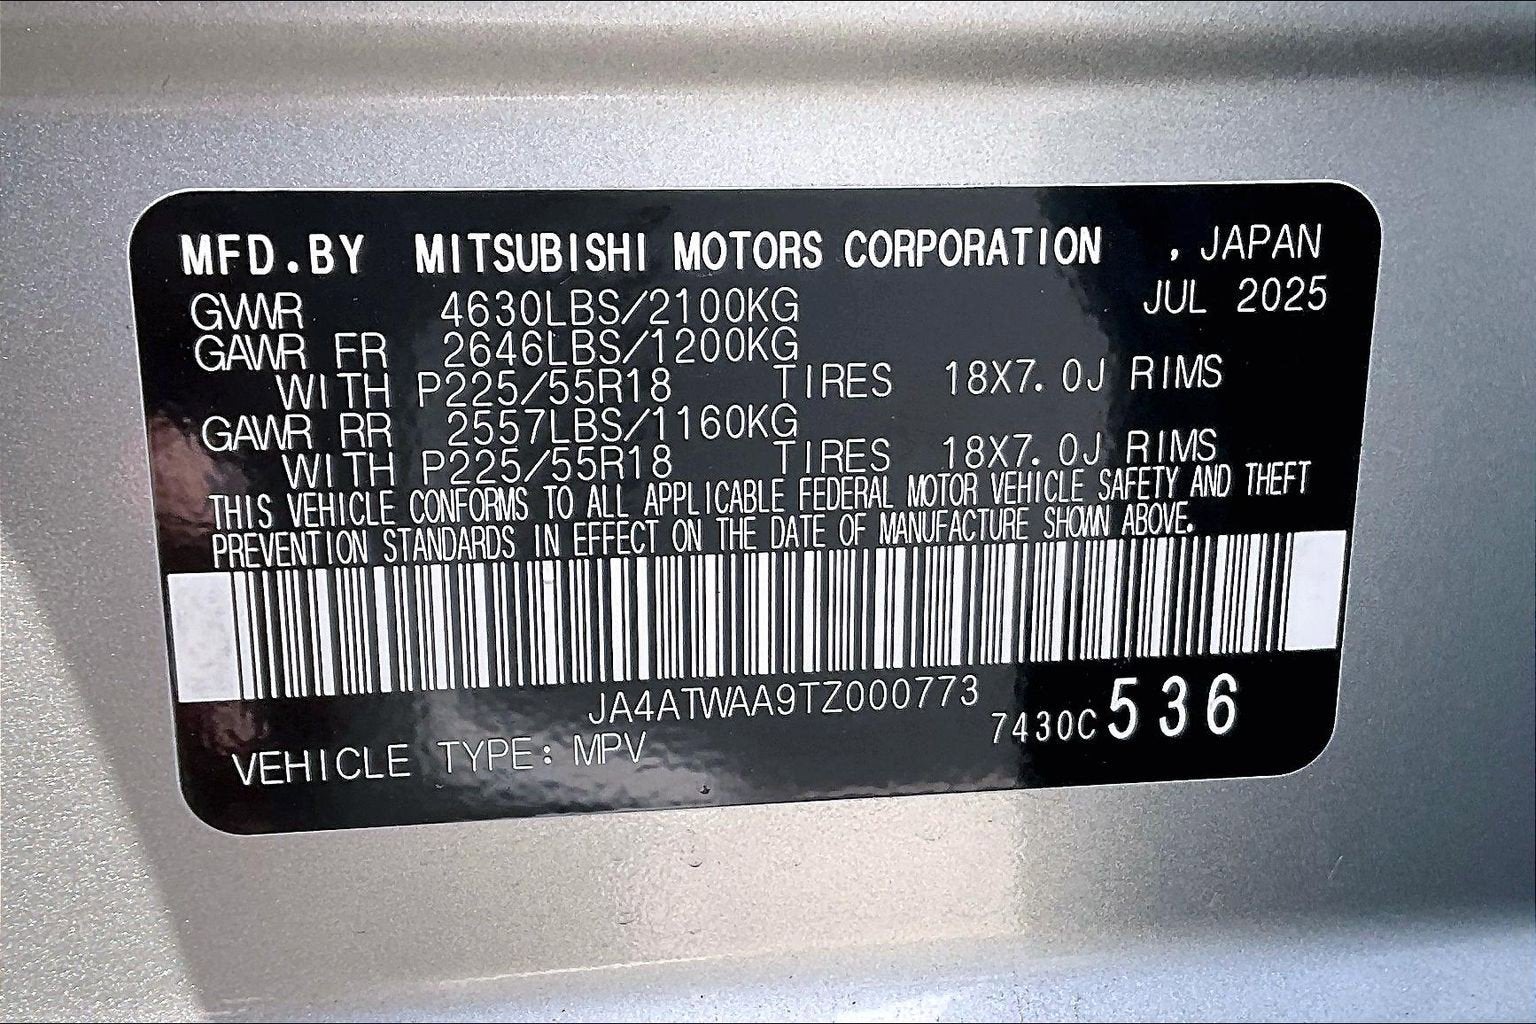 MFD.BY MITSUBISHI MOTORS CORPORATION , JAPAN
GVWR 4630LBS/2100KG JUL 2025
GAWR FR 2646LBS/1200KG
WITH P225/55R18 TIRES 18X7.0J RIMS
GAWR RR 2557LBS/1160KG
WITH P225/55R18 TIRES 18X7.0J RIMS
THIS VEHICLE CONFORMS TO ALL APPLICABLE FEDERAL MOTOR VEHICLE SAFETY AND THEFT
PREVENTION STANDARDS IN EFFECT ON THE DATE OF MANUFACTURE SHOWN ABOVE.
JA4ATWAA9TZ000773
7430C 536
VEHICLE TYPE: MPV